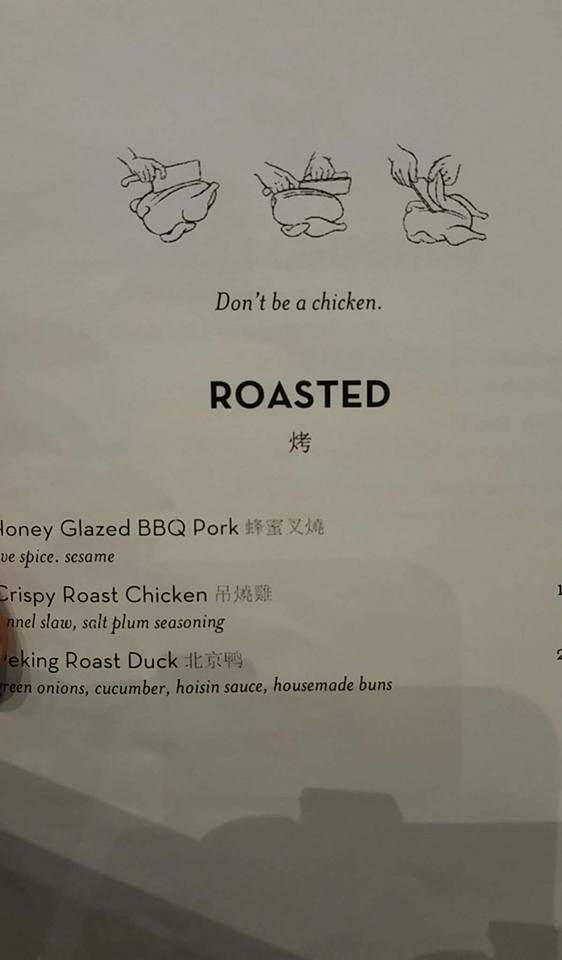 Don't be a chicken.
ROASTED
烤
Honey Glazed BBQ Pork 蜂蜜叉燒
ve spice. sesame
Crispy Roast Chicken 吊燒雞
nnel slaw, salt plum seasoning
eking Roast Duck 北京鸭
green onions, cucumber, hoisin sauce, housemade buns